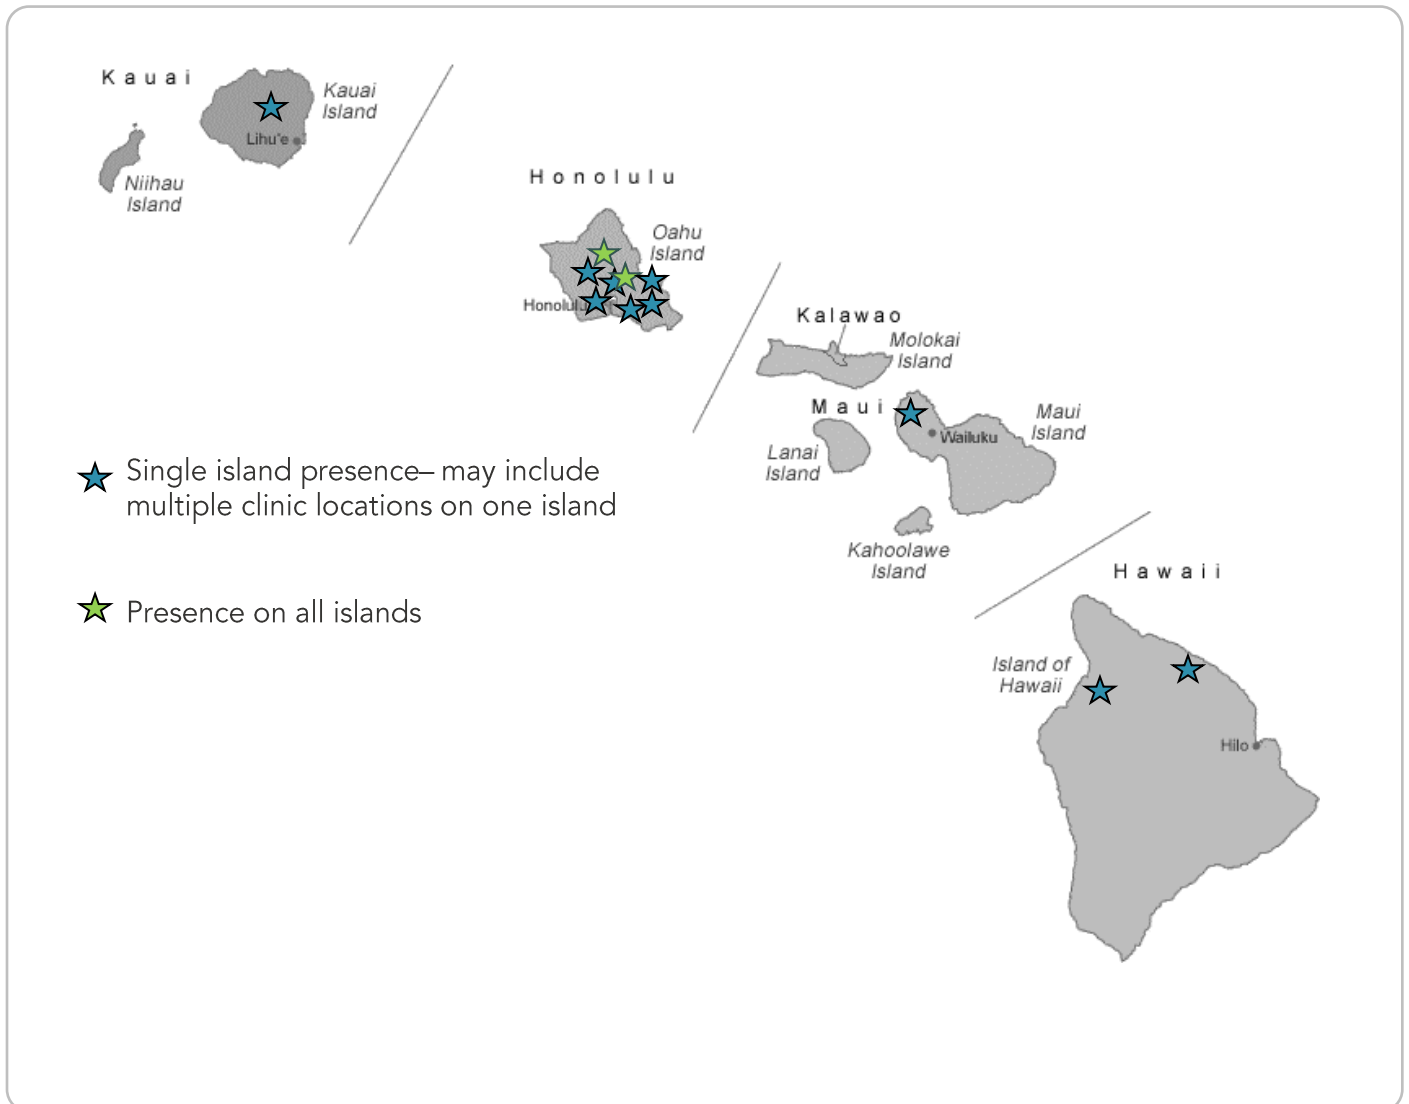 Kauai
Kauai
Island
Lihu'e
Niihau
Island
Honolulu
Oahu
Island
Honolulu
Kalawao
Molokai
Island
Maui
Maui
Island
Wailuku
Lanai
Island
Kahoolawe
Island
Single island presence– may include
multiple clinic locations on one island
Presence on all islands
Hawaii
Island of
Hawaii
Hilo